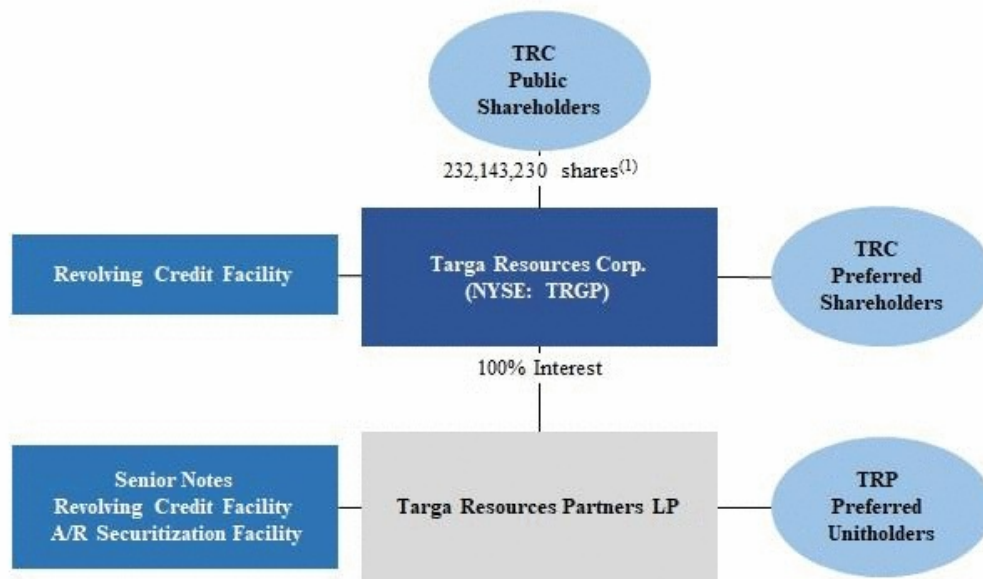 TRC
Public
Shareholders
232,143,230 shares(1)
Revolving Credit Facility
Targa Resources Corp.
(NYSE: TRGP)
TRC
Preferred
Shareholders
100% Interest
Senior Notes
Revolving Credit Facility
A/R Securitization Facility
Targa Resources Partners LP
TRP
Preferred
Unitholders